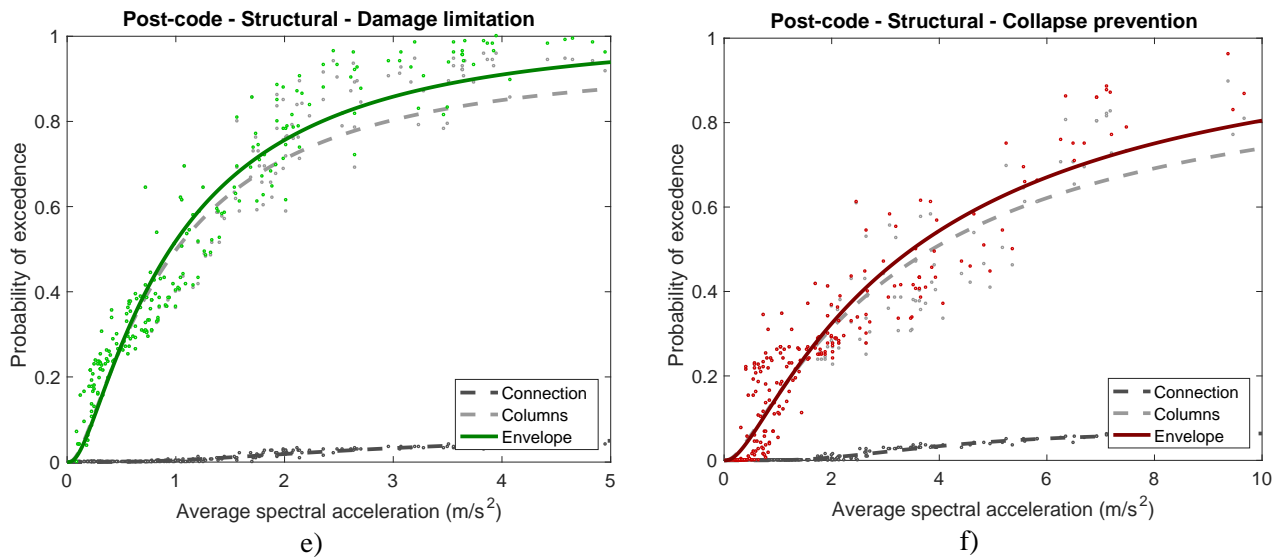 Post-code - Structural - Damage limitation
1
0.8
0.6
0.4
0.2
0
Probability of excedence
Connection
Columns
Envelope
0 1 2 3 4 5
Average spectral acceleration (m/s²)
e)
Post-code - Structural - Collapse prevention
1
0.8
0.6
0.4
0.2
0
Probability of excedence
Connection
Columns
Envelope
0 2 4 6 8 10
Average spectral acceleration (m/s²)
f)